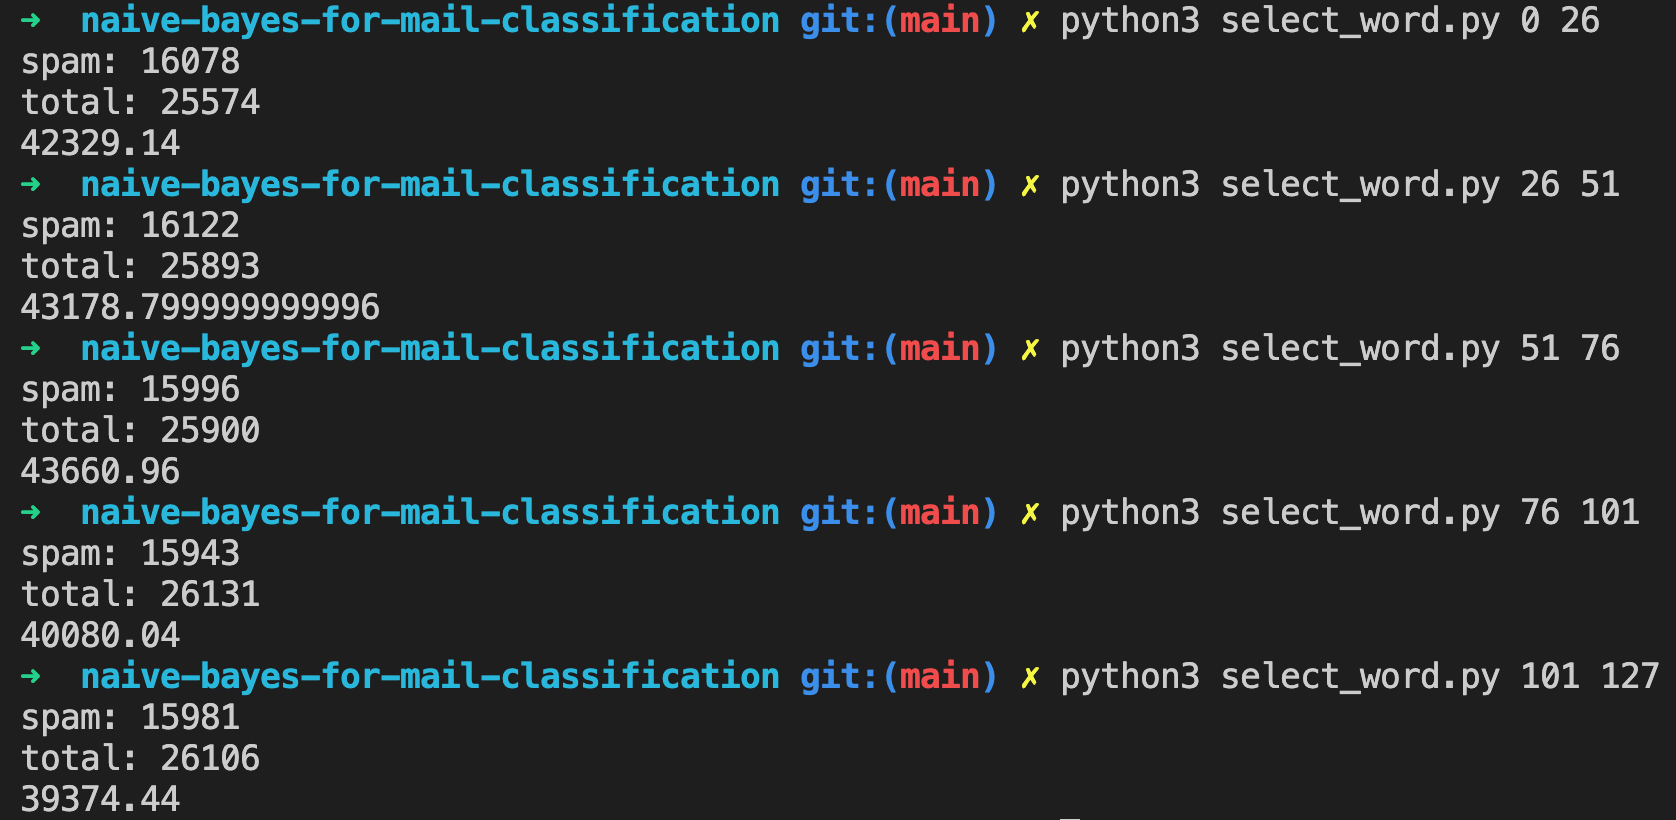 ➜  naive-bayes-for-mail-classification git:(main) ✗ python3 select_word.py 0 26
spam: 16078
total: 25574
42329.14
➜  naive-bayes-for-mail-classification git:(main) ✗ python3 select_word.py 26 51
spam: 16122
total: 25893
43178.799999999996
➜  naive-bayes-for-mail-classification git:(main) ✗ python3 select_word.py 51 76
spam: 15996
total: 25900
43660.96
➜  naive-bayes-for-mail-classification git:(main) ✗ python3 select_word.py 76 101
spam: 15943
total: 26131
40080.04
➜  naive-bayes-for-mail-classification git:(main) ✗ python3 select_word.py 101 127
spam: 15981
total: 26106
39374.44